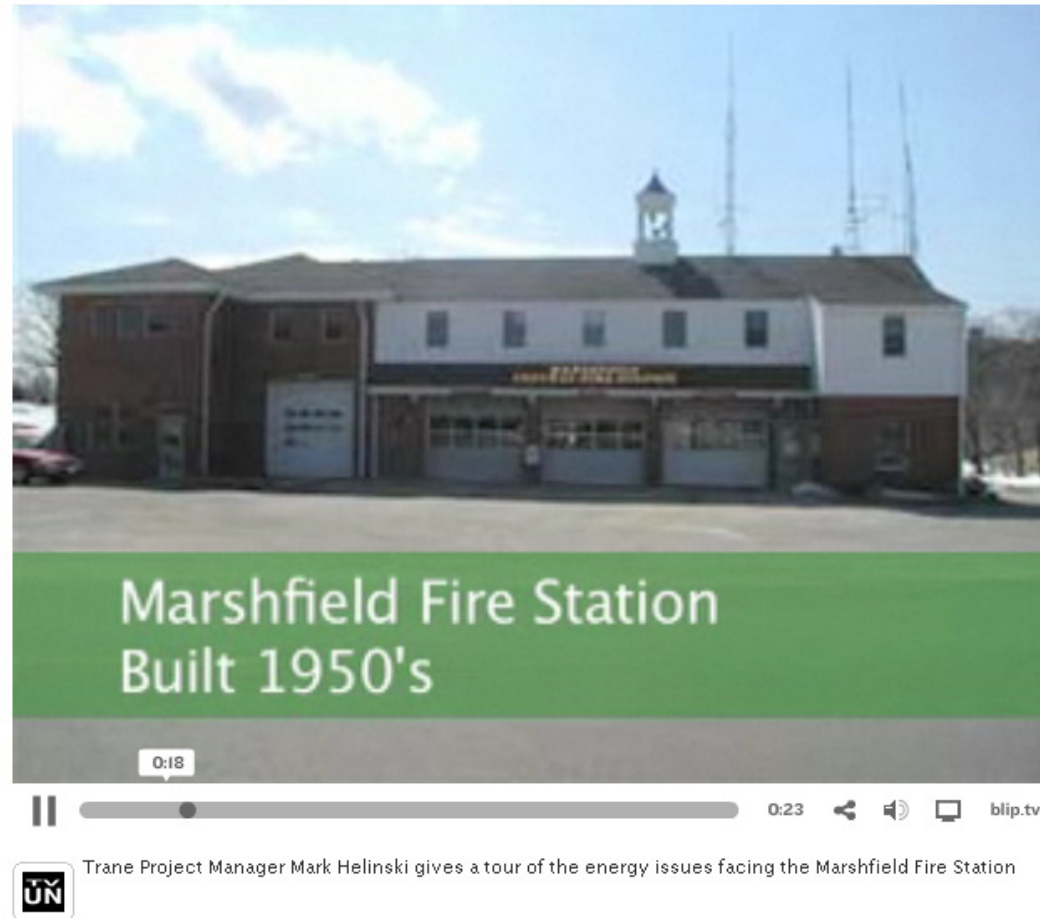 Marshfield Fire Station
Built 1950's
0:18
0:23
blip.tv
TV
UN
Trane Project Manager Mark Helinski gives a tour of the energy issues facing the Marshfield Fire Station